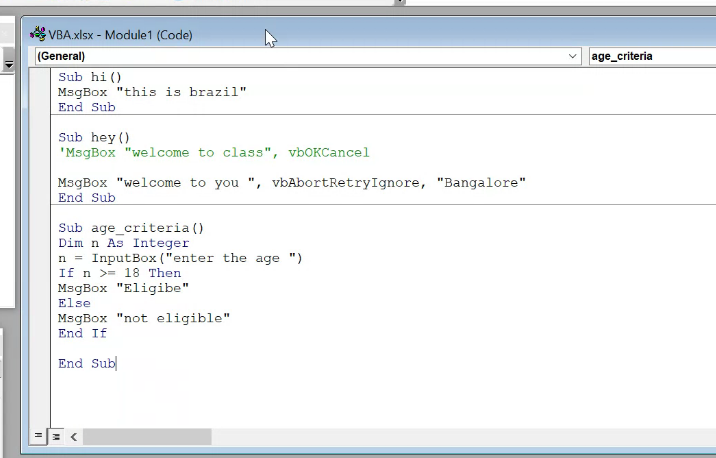 VBA.xlsx - Module1 (Code)
(General)
age_criteria
Sub hi()
MsgBox "this is brazil"
End Sub
Sub hey()
'MsgBox "welcome to class", vbOKCancel
MsgBox "welcome to you ", vbAbortRetryIgnore, "Bangalore"
End Sub
Sub age_criteria()
Dim n As Integer
n = InputBox("enter the age ")
If n >= 18 Then
MsgBox "Eligibe"
Else
MsgBox "not eligible"
End If
End Sub